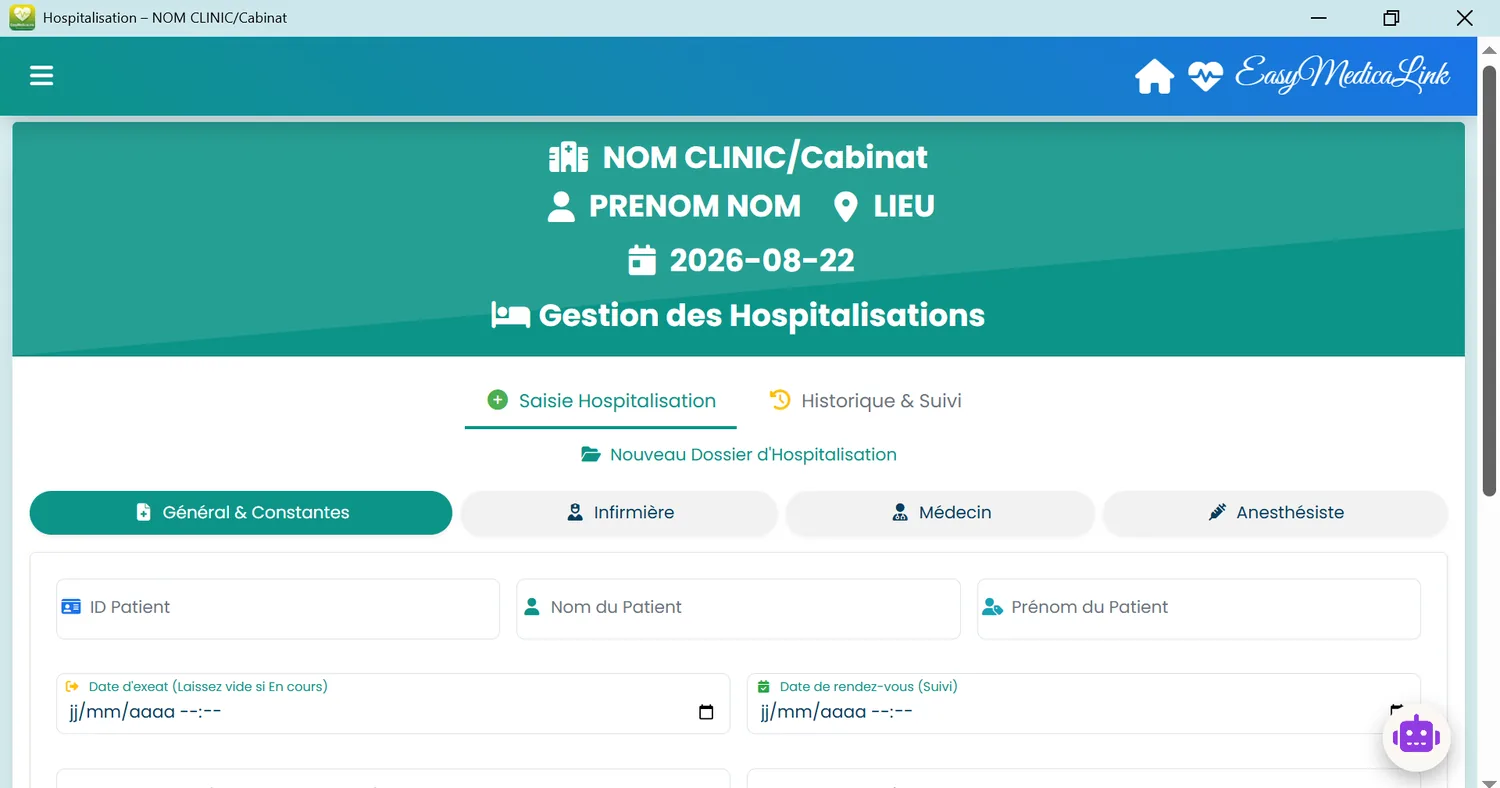 Hospitalisation – NOM CLINIC/Cabinat
EasyMedicaLink
NOM CLINIC/Cabinat
PRENOM NOM LIEU
2026-08-22
Gestion des Hospitalisations
Saisie Hospitalisation Historique & Suivi
Nouveau Dossier d'Hospitalisation
Général & Constantes Infirmière Médecin Anesthésiste
ID Patient Nom du Patient Prénom du Patient
Date d'exeat (Laissez vide si En cours) Date de rendez-vous (Suivi)
jj/mm/aaaa --:-- jj/mm/aaaa --:--